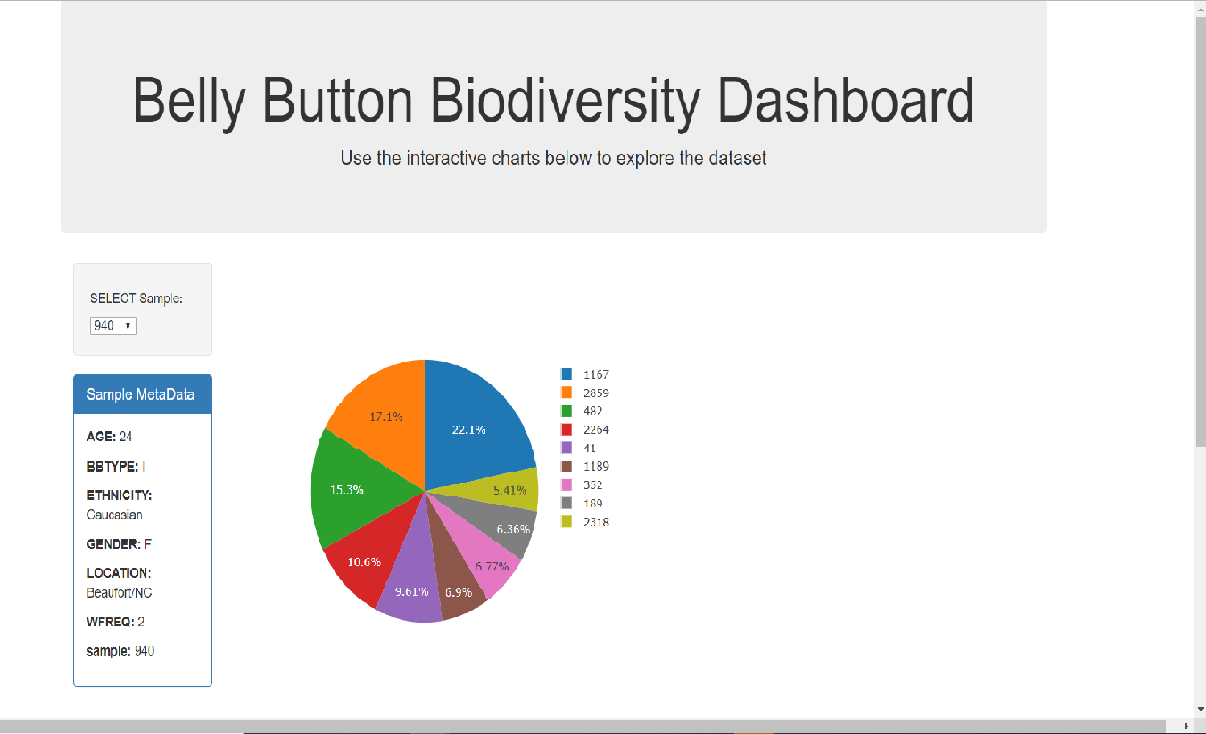 Belly Button Biodiversity Dashboard
Use the interactive charts below to explore the dataset
SELECT Sample:
940
Sample MetaData
AGE: 24
BBTYPE: I
ETHNICITY:
Caucasian
GENDER: F
LOCATION:
Beaufort/NC
WFREQ: 2
sample: 940
22.1%
17.1%
15.3%
10.6%
9.61%
6.9%
6.77%
6.36%
5.41%
1167
2859
482
2264
41
1189
352
189
2318